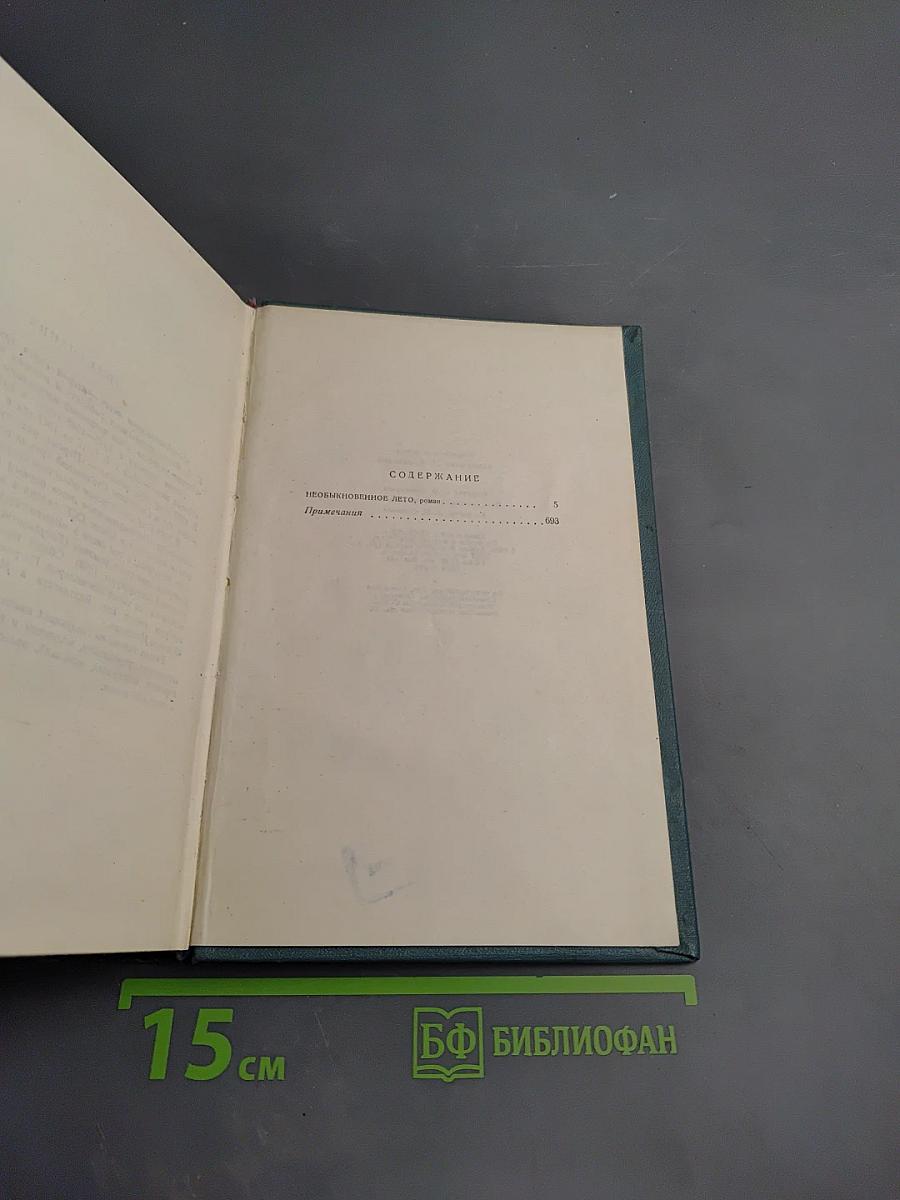 СОДЕРЖАНИЕ
НЕОБЫКНОВЕННОЕ ЛЕТО, роман . . . . . . . . . . . . . . 5
Примечания . . . . . . . . . . . . . . . . . . . . . . . . . 693
15 см
БФ БИБЛИОФАН